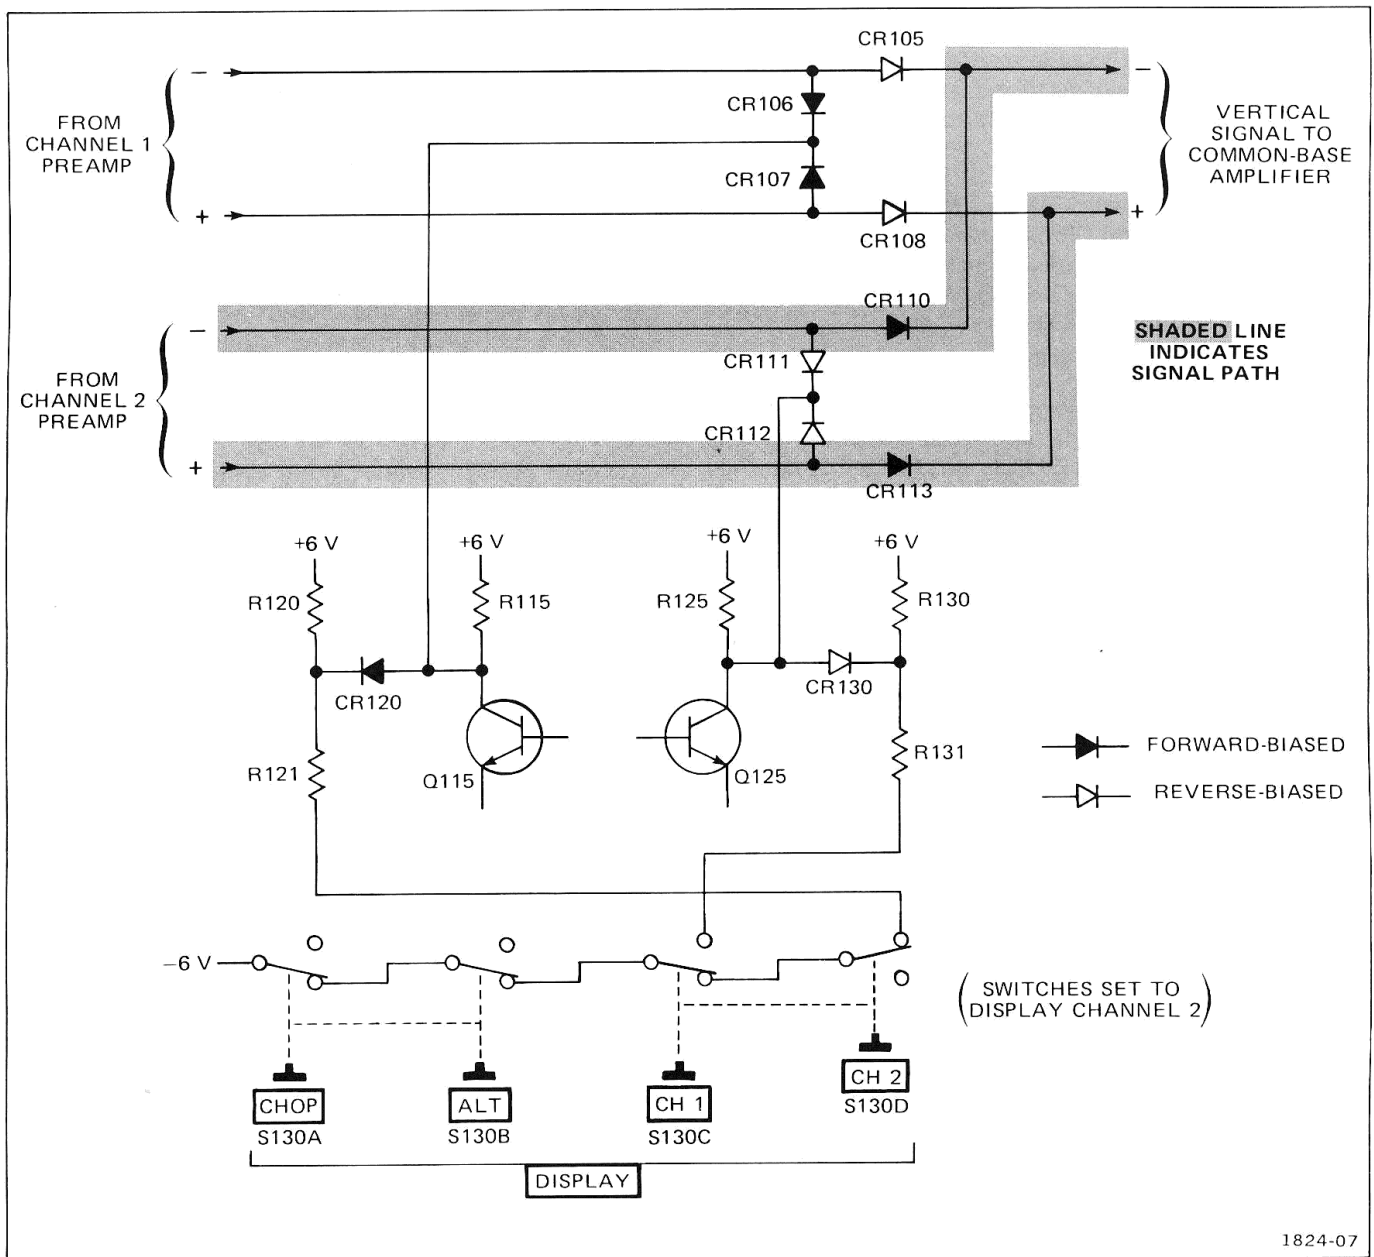 CR105
−
−
CR106
FROM
CHANNEL 1
PREAMP
VERTICAL
SIGNAL TO
COMMON-BASE
AMPLIFIER
CR107
+
+
CR108
CR110
−
SHADED LINE
INDICATES
SIGNAL PATH
CR111
FROM
CHANNEL 2
PREAMP
CR112
+
CR113
+6 V
+6 V
+6 V
+6 V
R120
R115
R125
R130
CR120
CR130
R121
Q115
Q125
R131
FORWARD-BIASED
REVERSE-BIASED
−6 V
(SWITCHES SET TO
DISPLAY CHANNEL 2)
CHOP
S130A
ALT
S130B
CH 1
S130C
CH 2
S130D
DISPLAY
1824-07